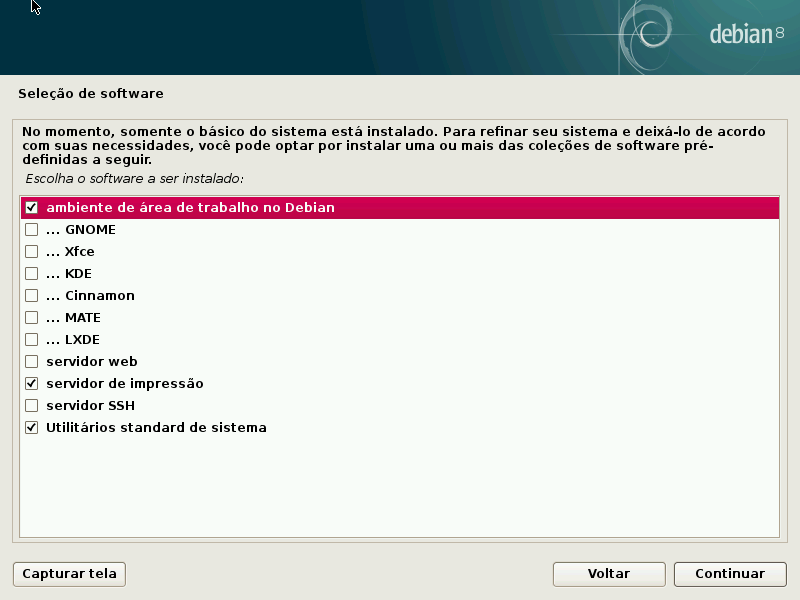 debian 8
Seleção de software
No momento, somente o básico do sistema está instalado. Para refinar seu sistema e deixá-lo de acordo
com suas necessidades, você pode optar por instalar uma ou mais das coleções de software pré-
definidas a seguir.
Escolha o software a ser instalado:
ambiente de área de trabalho no Debian
... GNOME
... Xfce
... KDE
... Cinnamon
... MATE
... LXDE
servidor web
servidor de impressão
servidor SSH
Utilitários standard de sistema
Capturar tela
Voltar
Continuar